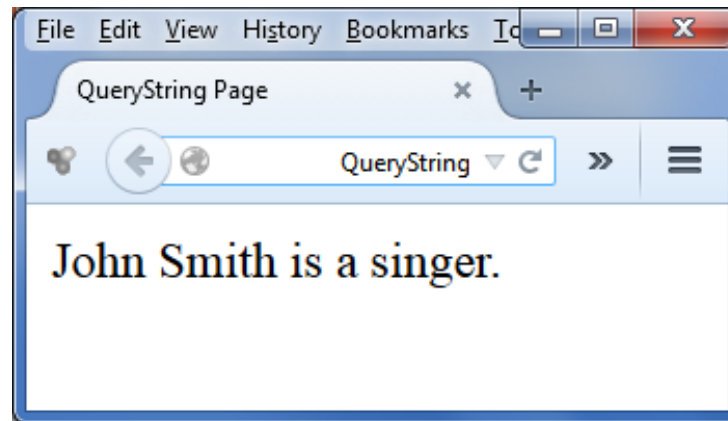 File Edit View History Bookmarks
QueryString Page
QueryString
John Smith is a singer.